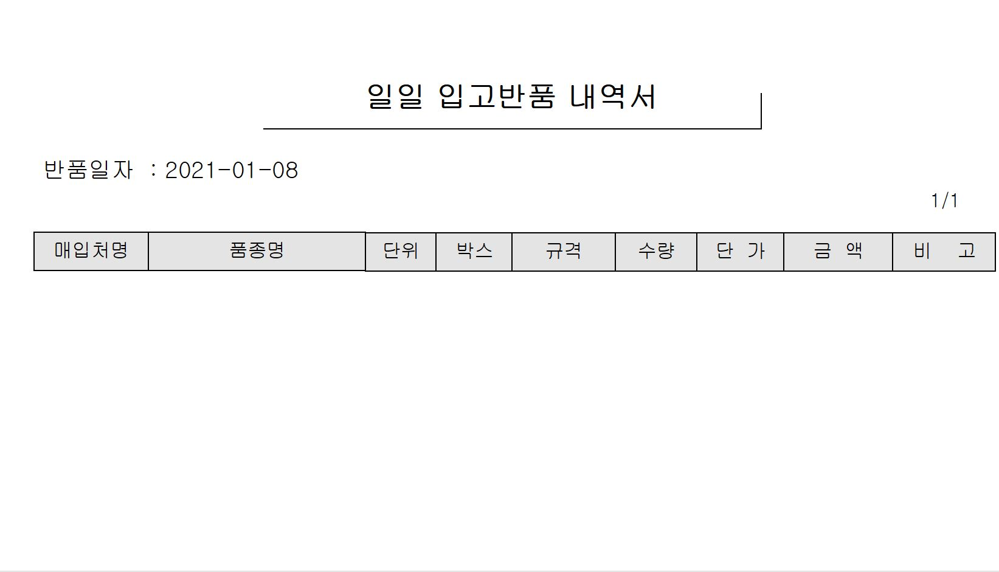 일일 입고반품 내역서
반품일자 : 2021-01-08
1/1
매입처명 품종명 단위 박스 규격 수량 단 가 금 액 비 고